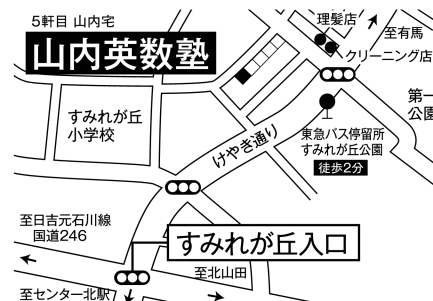 5軒目 山内宅
山内英数塾
理髪店
至有馬
クリーニング店
すみれが丘
小学校
けやき通り
東急バス停留所
すみれが丘公園
徒歩2分
第一
公園
至日吉元石川線
国道246
すみれが丘入口
至北山田
至センター北駅